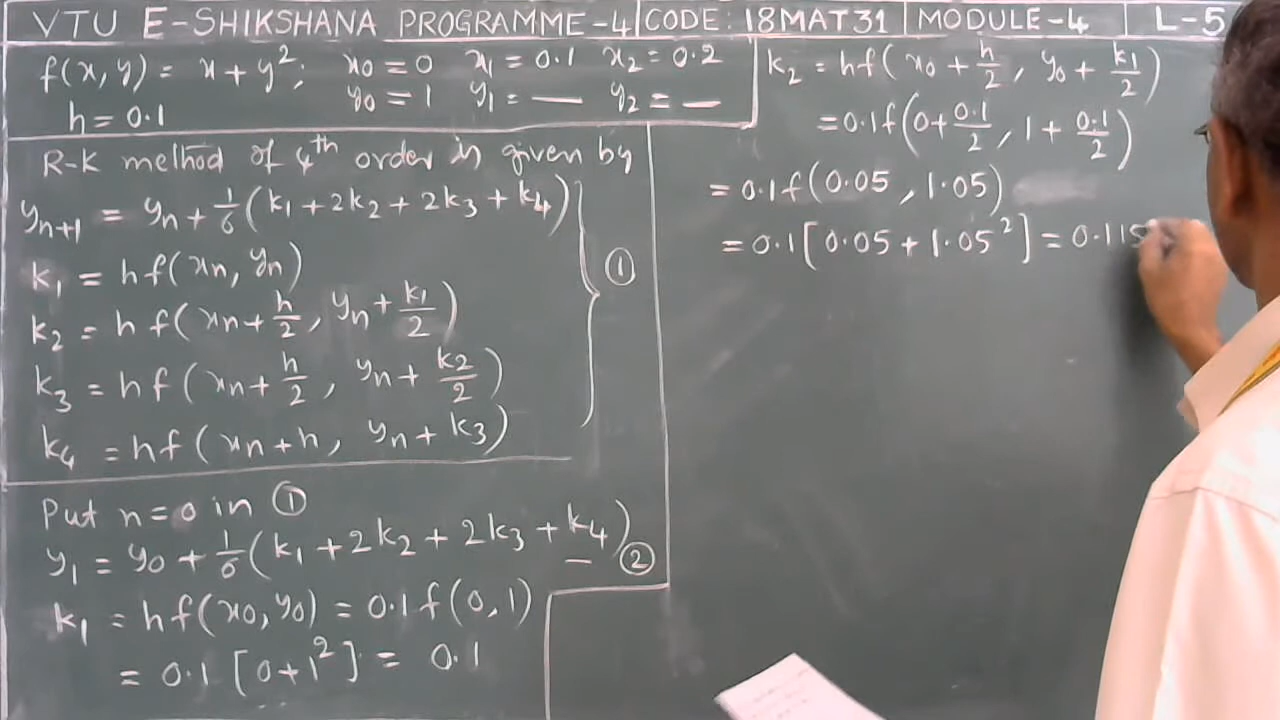 VTU E-SHIKSHANA PROGRAMME-4 | CODE: 18MAT31 | MODULE-4 | L-5
f(x, y) = x + y²; x0 = 0 x1 = 0.1 x2 = 0.2
h = 0.1 y0 = 1 y1 = — y2 = —
R-K method of 4th order is given by
yn+1 = yn + 1/6 (k1 + 2k2 + 2k3 + k4)
k1 = hf(xn, yn)
k2 = hf(xn + h/2, yn + k1/2)
k3 = hf(xn + h/2, yn + k2/2)
k4 = hf(xn + h, yn + k3)
①
Put n=0 in ①
y1 = y0 + 1/6 (k1 + 2k2 + 2k3 + k4) — ②
k1 = hf(x0, y0) = 0.1 f(0, 1)
= 0.1 [0 + 1²] = 0.1
k2 = hf(x0 + h/2, y0 + k1/2)
= 0.1f(0 + 0.1/2, 1 + 0.1/2)
= 0.1f(0.05, 1.05)
= 0.1[0.05 + 1.05²] = 0.115